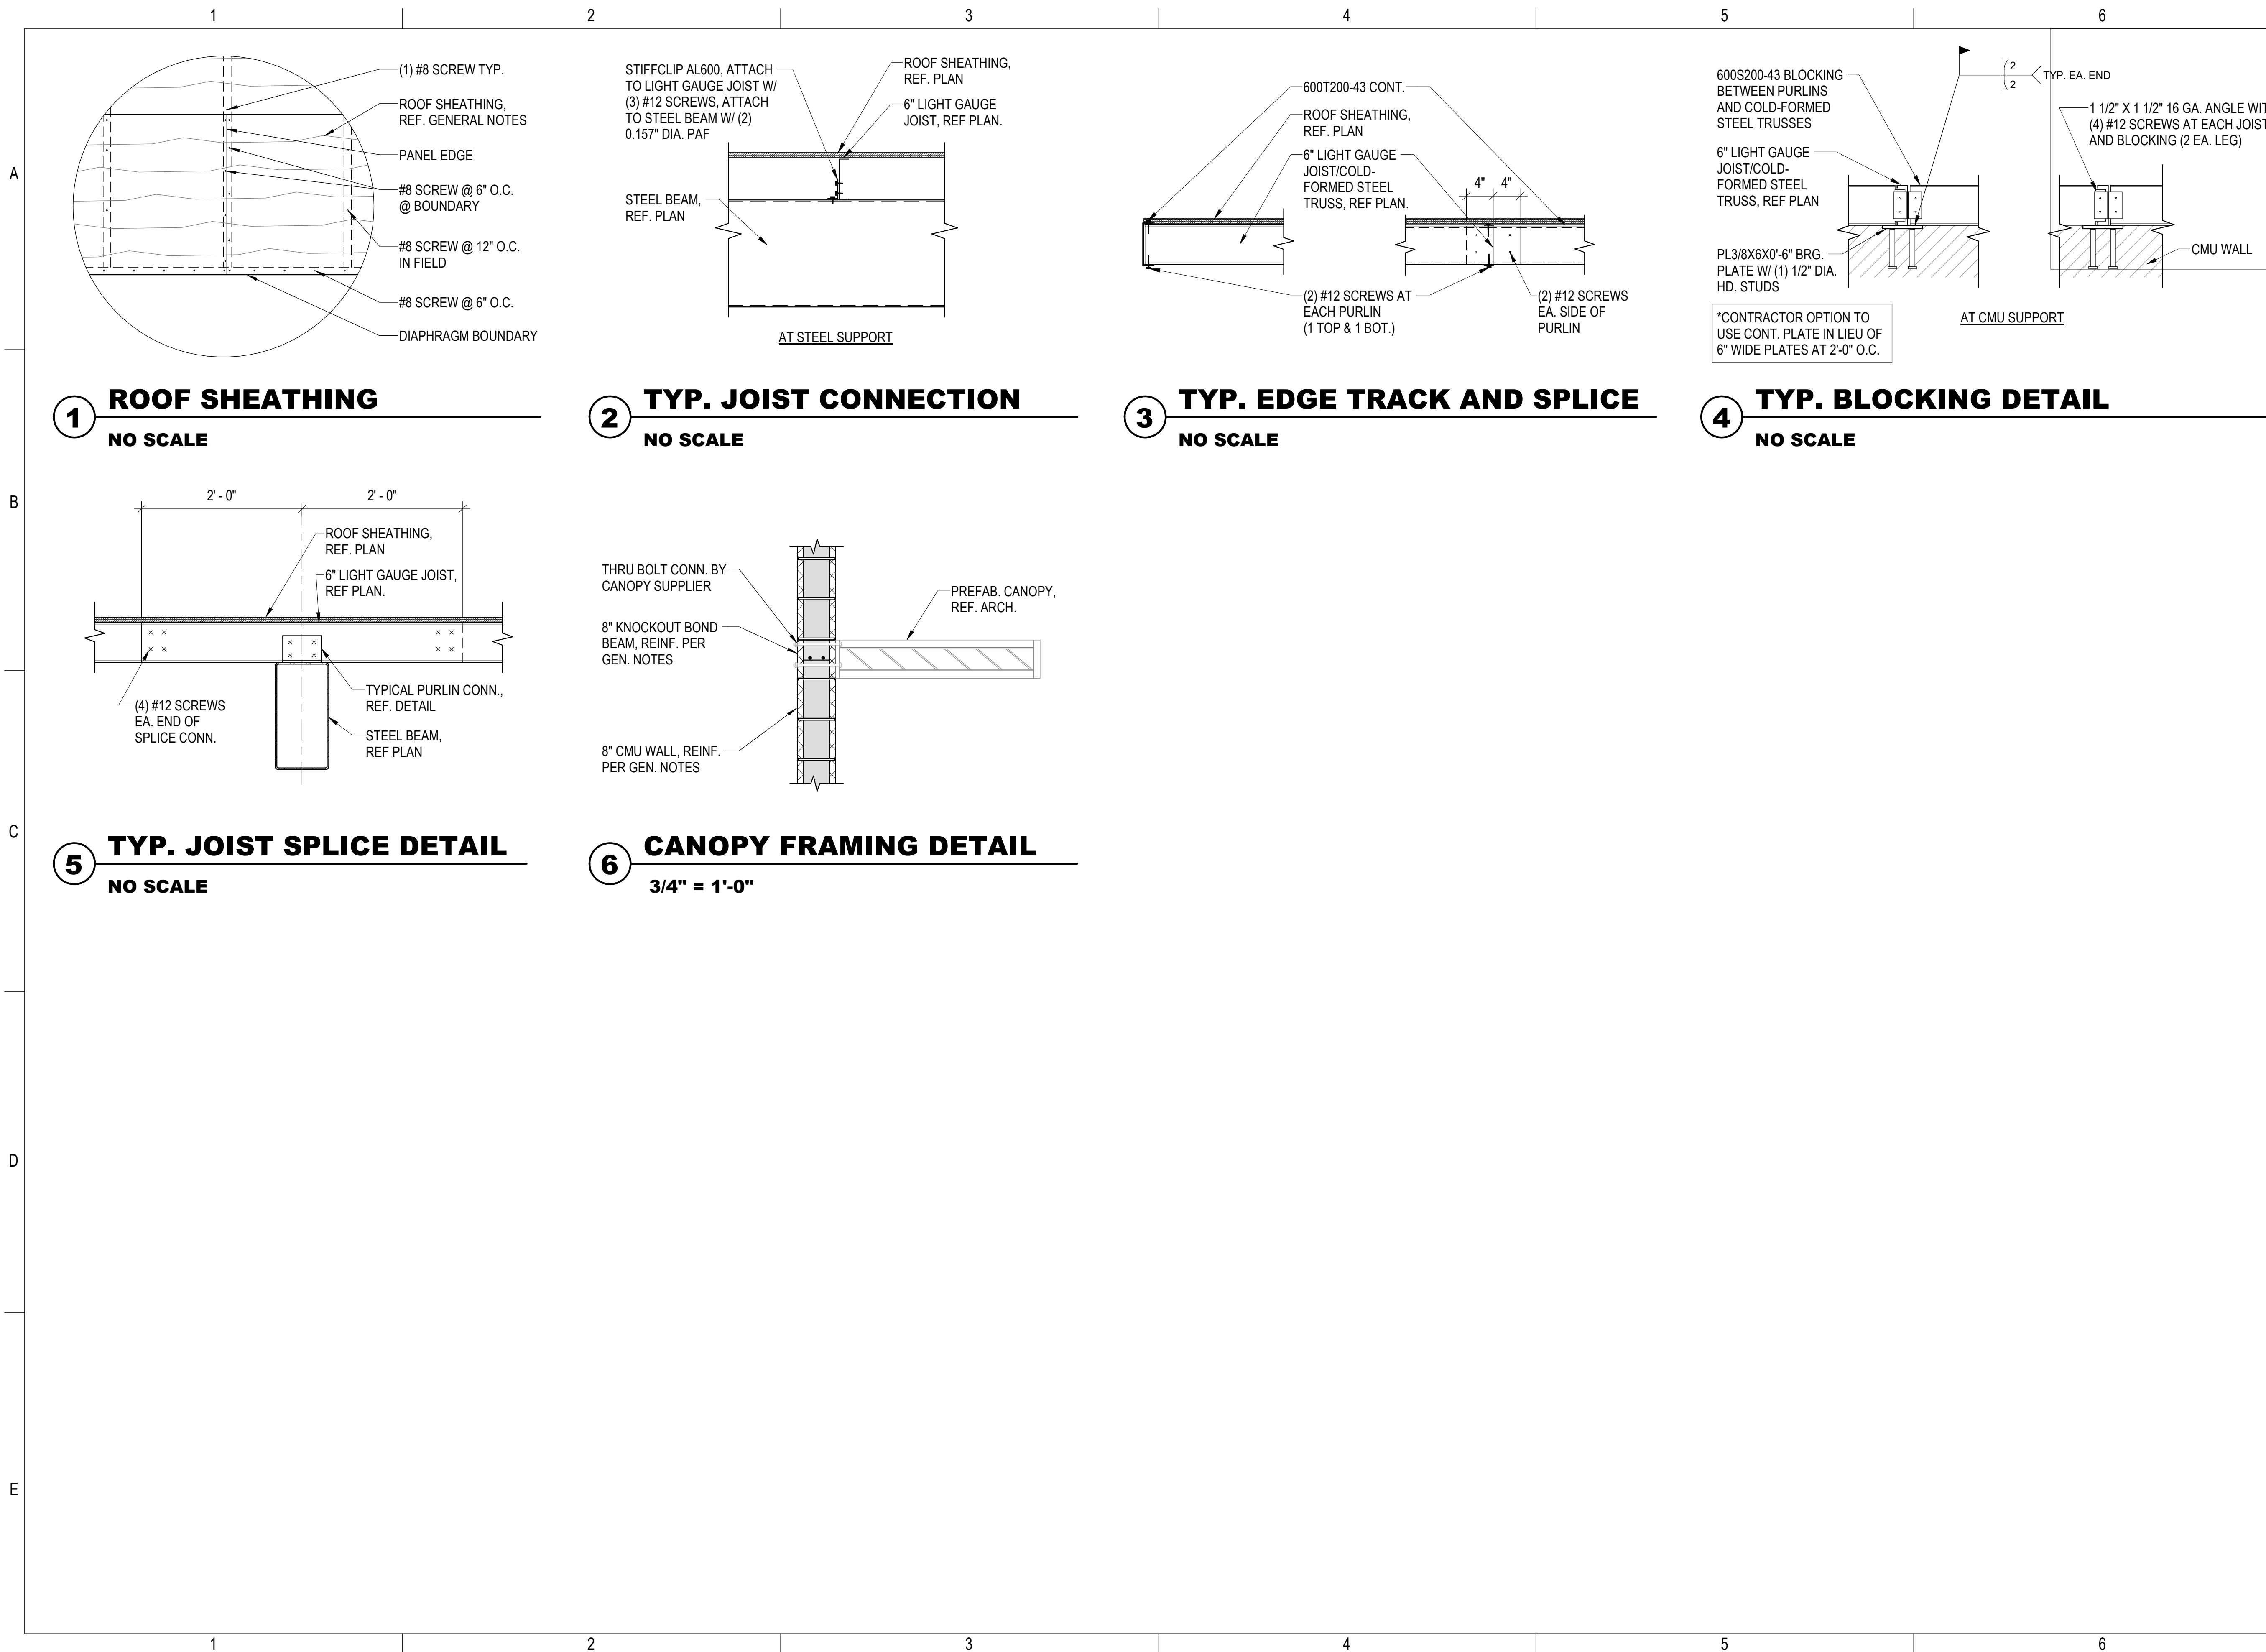 1 2 3 4 5 6
A
B
C
D
E
(1) #8 SCREW TYP.
ROOF SHEATHING,
REF. GENERAL NOTES
PANEL EDGE
#8 SCREW @ 6" O.C.
@ BOUNDARY
#8 SCREW @ 12" O.C.
IN FIELD
#8 SCREW @ 6" O.C.
DIAPHRAGM BOUNDARY
1 ROOF SHEATHING
NO SCALE
STIFFCLIP AL600, ATTACH
TO LIGHT GAUGE JOIST W/
(3) #12 SCREWS, ATTACH
TO STEEL BEAM W/ (2)
0.157" DIA. PAF
ROOF SHEATHING,
REF. PLAN
6" LIGHT GAUGE
JOIST, REF PLAN.
STEEL BEAM,
REF. PLAN
AT STEEL SUPPORT
2 TYP. JOIST CONNECTION
NO SCALE
600T200-43 CONT.
ROOF SHEATHING,
REF. PLAN
6" LIGHT GAUGE
JOIST/COLD-
FORMED STEEL
TRUSS, REF PLAN.
4" 4"
(2) #12 SCREWS AT
EACH PURLIN
(1 TOP & 1 BOT.)
(2) #12 SCREWS
EA. SIDE OF
PURLIN
3 TYP. EDGE TRACK AND SPLICE
NO SCALE
600S200-43 BLOCKING
BETWEEN PURLINS
AND COLD-FORMED
STEEL TRUSSES
6" LIGHT GAUGE
JOIST/COLD-
FORMED STEEL
TRUSS, REF PLAN
PL3/8X6X0'-6" BRG.
PLATE W/ (1) 1/2" DIA.
HD. STUDS
*CONTRACTOR OPTION TO
USE CONT. PLATE IN LIEU OF
6" WIDE PLATES AT 2'-0" O.C.
2
2
TYP. EA. END
1 1/2" X 1 1/2" 16 GA. ANGLE WIT
(4) #12 SCREWS AT EACH JOIST
AND BLOCKING (2 EA. LEG)
CMU WALL
AT CMU SUPPORT
4 TYP. BLOCKING DETAIL
NO SCALE
2' - 0" 2' - 0"
ROOF SHEATHING,
REF. PLAN
6" LIGHT GAUGE JOIST,
REF PLAN.
(4) #12 SCREWS
EA. END OF
SPLICE CONN.
TYPICAL PURLIN CONN.,
REF. DETAIL
STEEL BEAM,
REF PLAN
5 TYP. JOIST SPLICE DETAIL
NO SCALE
THRU BOLT CONN. BY
CANOPY SUPPLIER
8" KNOCKOUT BOND
BEAM, REINF. PER
GEN. NOTES
8" CMU WALL, REINF.
PER GEN. NOTES
PREFAB. CANOPY,
REF. ARCH.
6 CANOPY FRAMING DETAIL
3/4" = 1'-0"
1 2 3 4 5 6